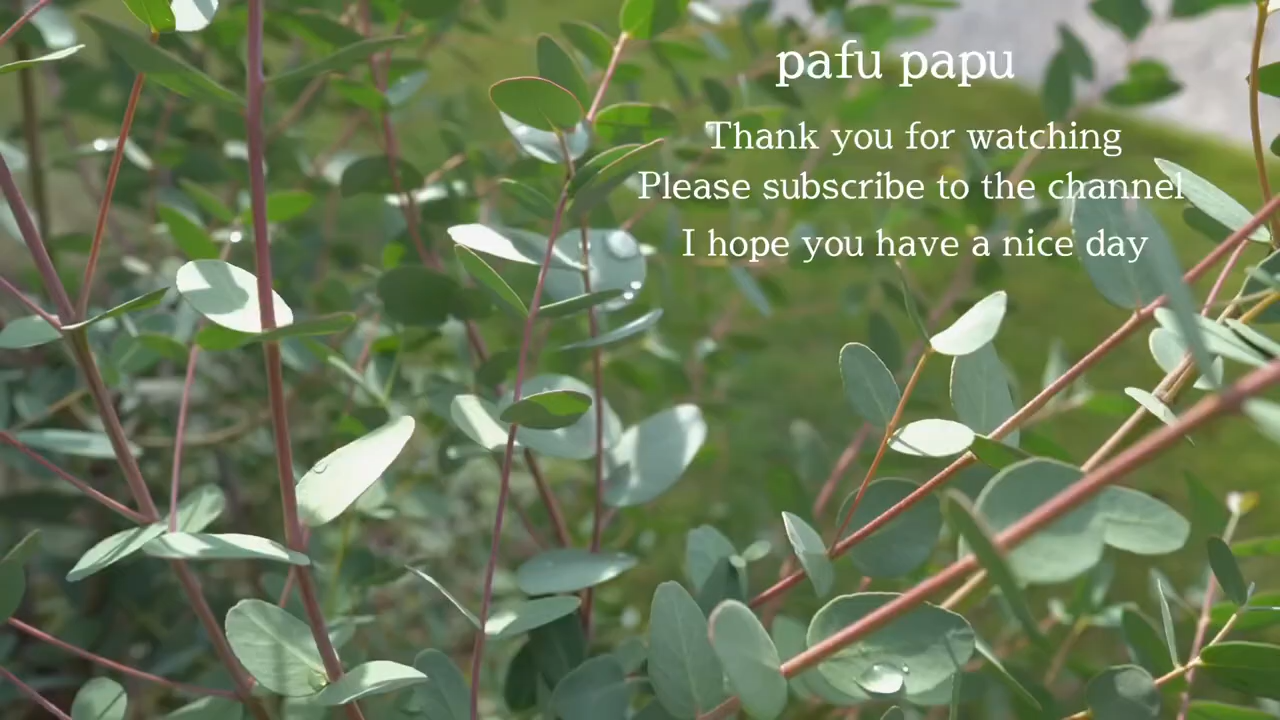 pafu papu
Thank you for watching
Please subscribe to the channel
I hope you have a nice day